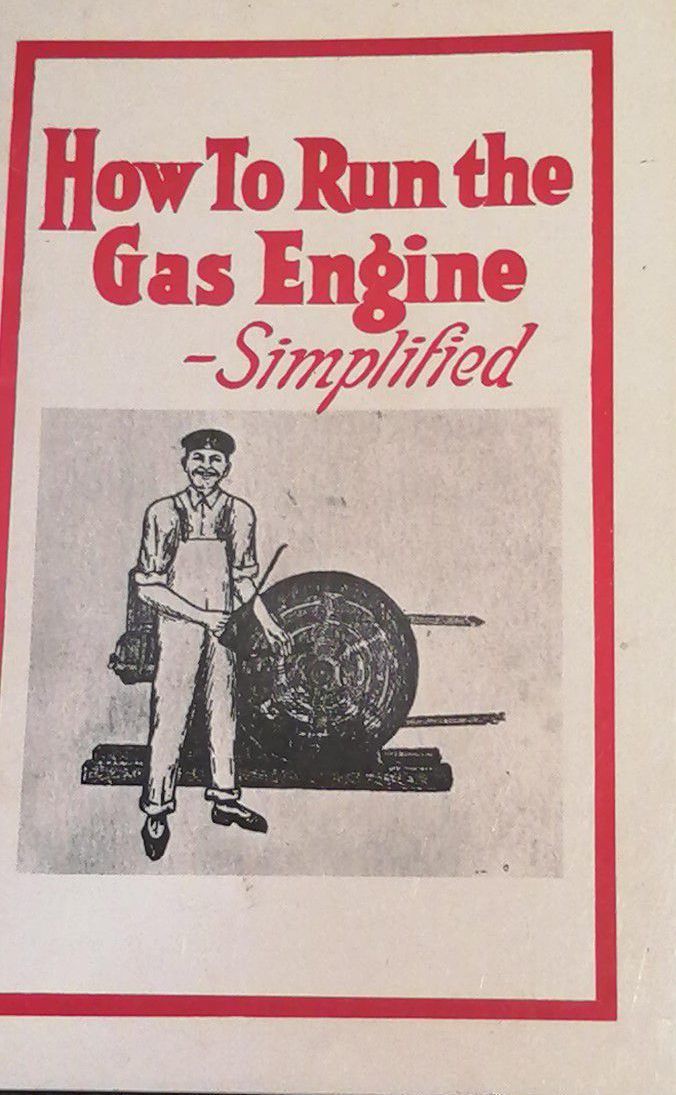 How To Run the
Gas Engine
-Simplified